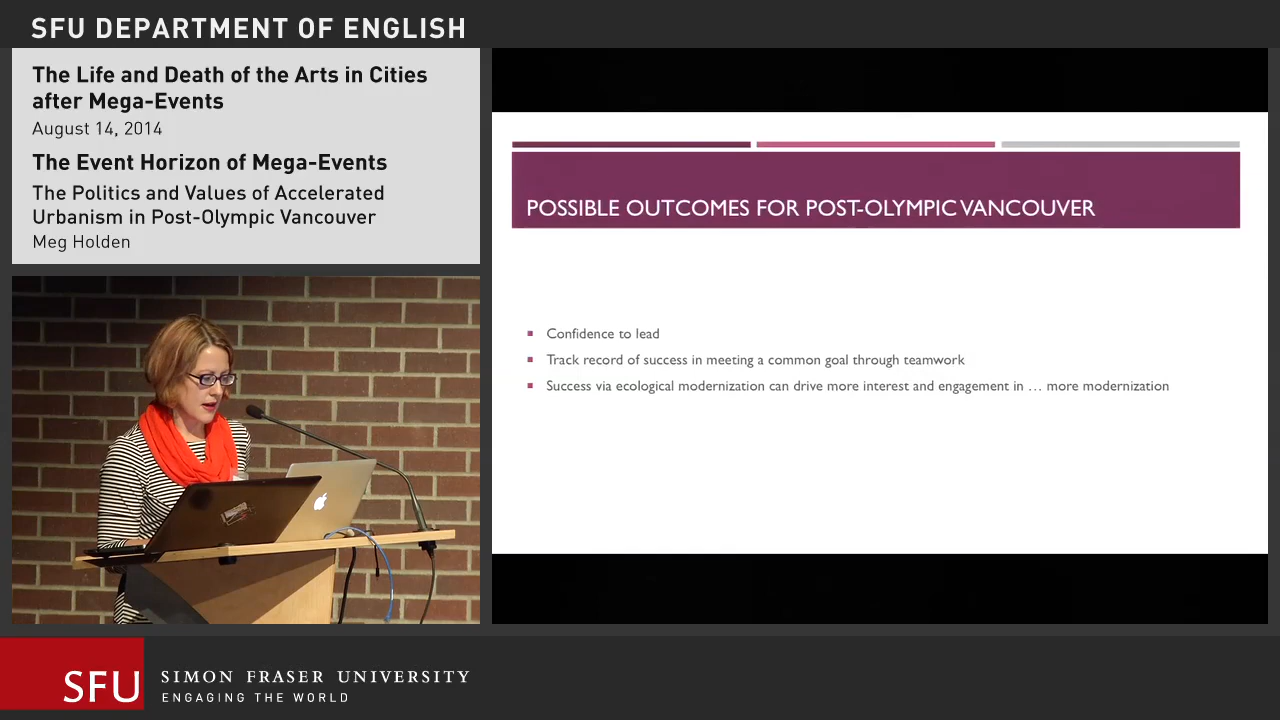 SFU DEPARTMENT OF ENGLISH
The Life and Death of the Arts in Cities
after Mega-Events
August 14, 2014
The Event Horizon of Mega-Events
The Politics and Values of Accelerated
Urbanism in Post-Olympic Vancouver
Meg Holden
POSSIBLE OUTCOMES FOR POST-OLYMPIC VANCOUVER
Confidence to lead
Track record of success in meeting a common goal through teamwork
Success via ecological modernization can drive more interest and engagement in … more modernization
SFU
SIMON FRASER UNIVERSITY
ENGAGING THE WORLD